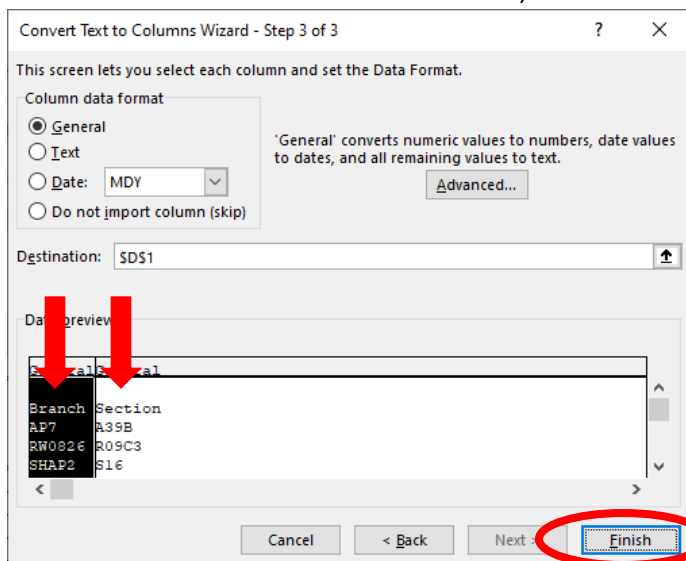 Convert Text to Columns Wizard - Step 3 of 3 ? ×
This screen lets you select each column and set the Data Format.
Column data format
General
Text
Date: MDY
Do not import column (skip)
'General' converts numeric values to numbers, date values
to dates, and all remaining values to text.
Advanced...
Destination: $D$1
Branch Section
AP7 A39B
RW0826 R09C3
SHAP2 S16
Cancel < Back Next > Finish